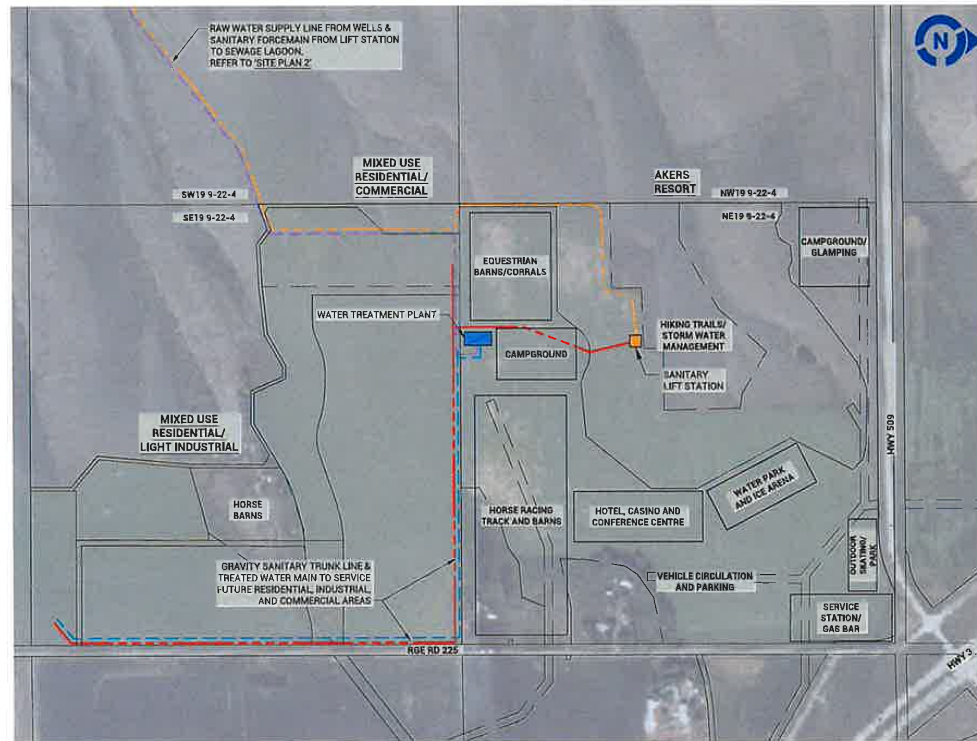 RAW WATER SUPPLY LINE FROM WELLS &
SANITARY FORCEMAIN FROM LIFT STATION
TO SEWAGE LAGOON.
REFER TO 'SITE PLAN 2'
N
MIXED USE
RESIDENTIAL/
COMMERCIAL
AKERS
RESORT
SW19 9-22-4
NW19 9-22-4
SE19 9-22-4
NE19 9-22-4
CAMPGROUND/
GLAMPING
EQUESTRIAN
BARNS/CORRALS
WATER TREATMENT PLANT
HIKING TRAILS/
STORM WATER
MANAGEMENT
CAMPGROUND
SANITARY
LIFT STATION
MIXED USE
RESIDENTIAL/
LIGHT INDUSTRIAL
HWY 509
WATER PARK
AND ICE ARENA
HORSE
BARNS
HORSE RACING
TRACK AND BARNS
HOTEL, CASINO AND
CONFERENCE CENTRE
OUTDOOR
SKATING/
PARK
GRAVITY SANITARY TRUNK LINE &
TREATED WATER MAIN TO SERVICE
FUTURE RESIDENTIAL, INDUSTRIAL,
AND COMMERCIAL AREAS
VEHICLE CIRCULATION
AND PARKING
SERVICE
STATION/
GAS BAR
RGE RD 225
HWY 3